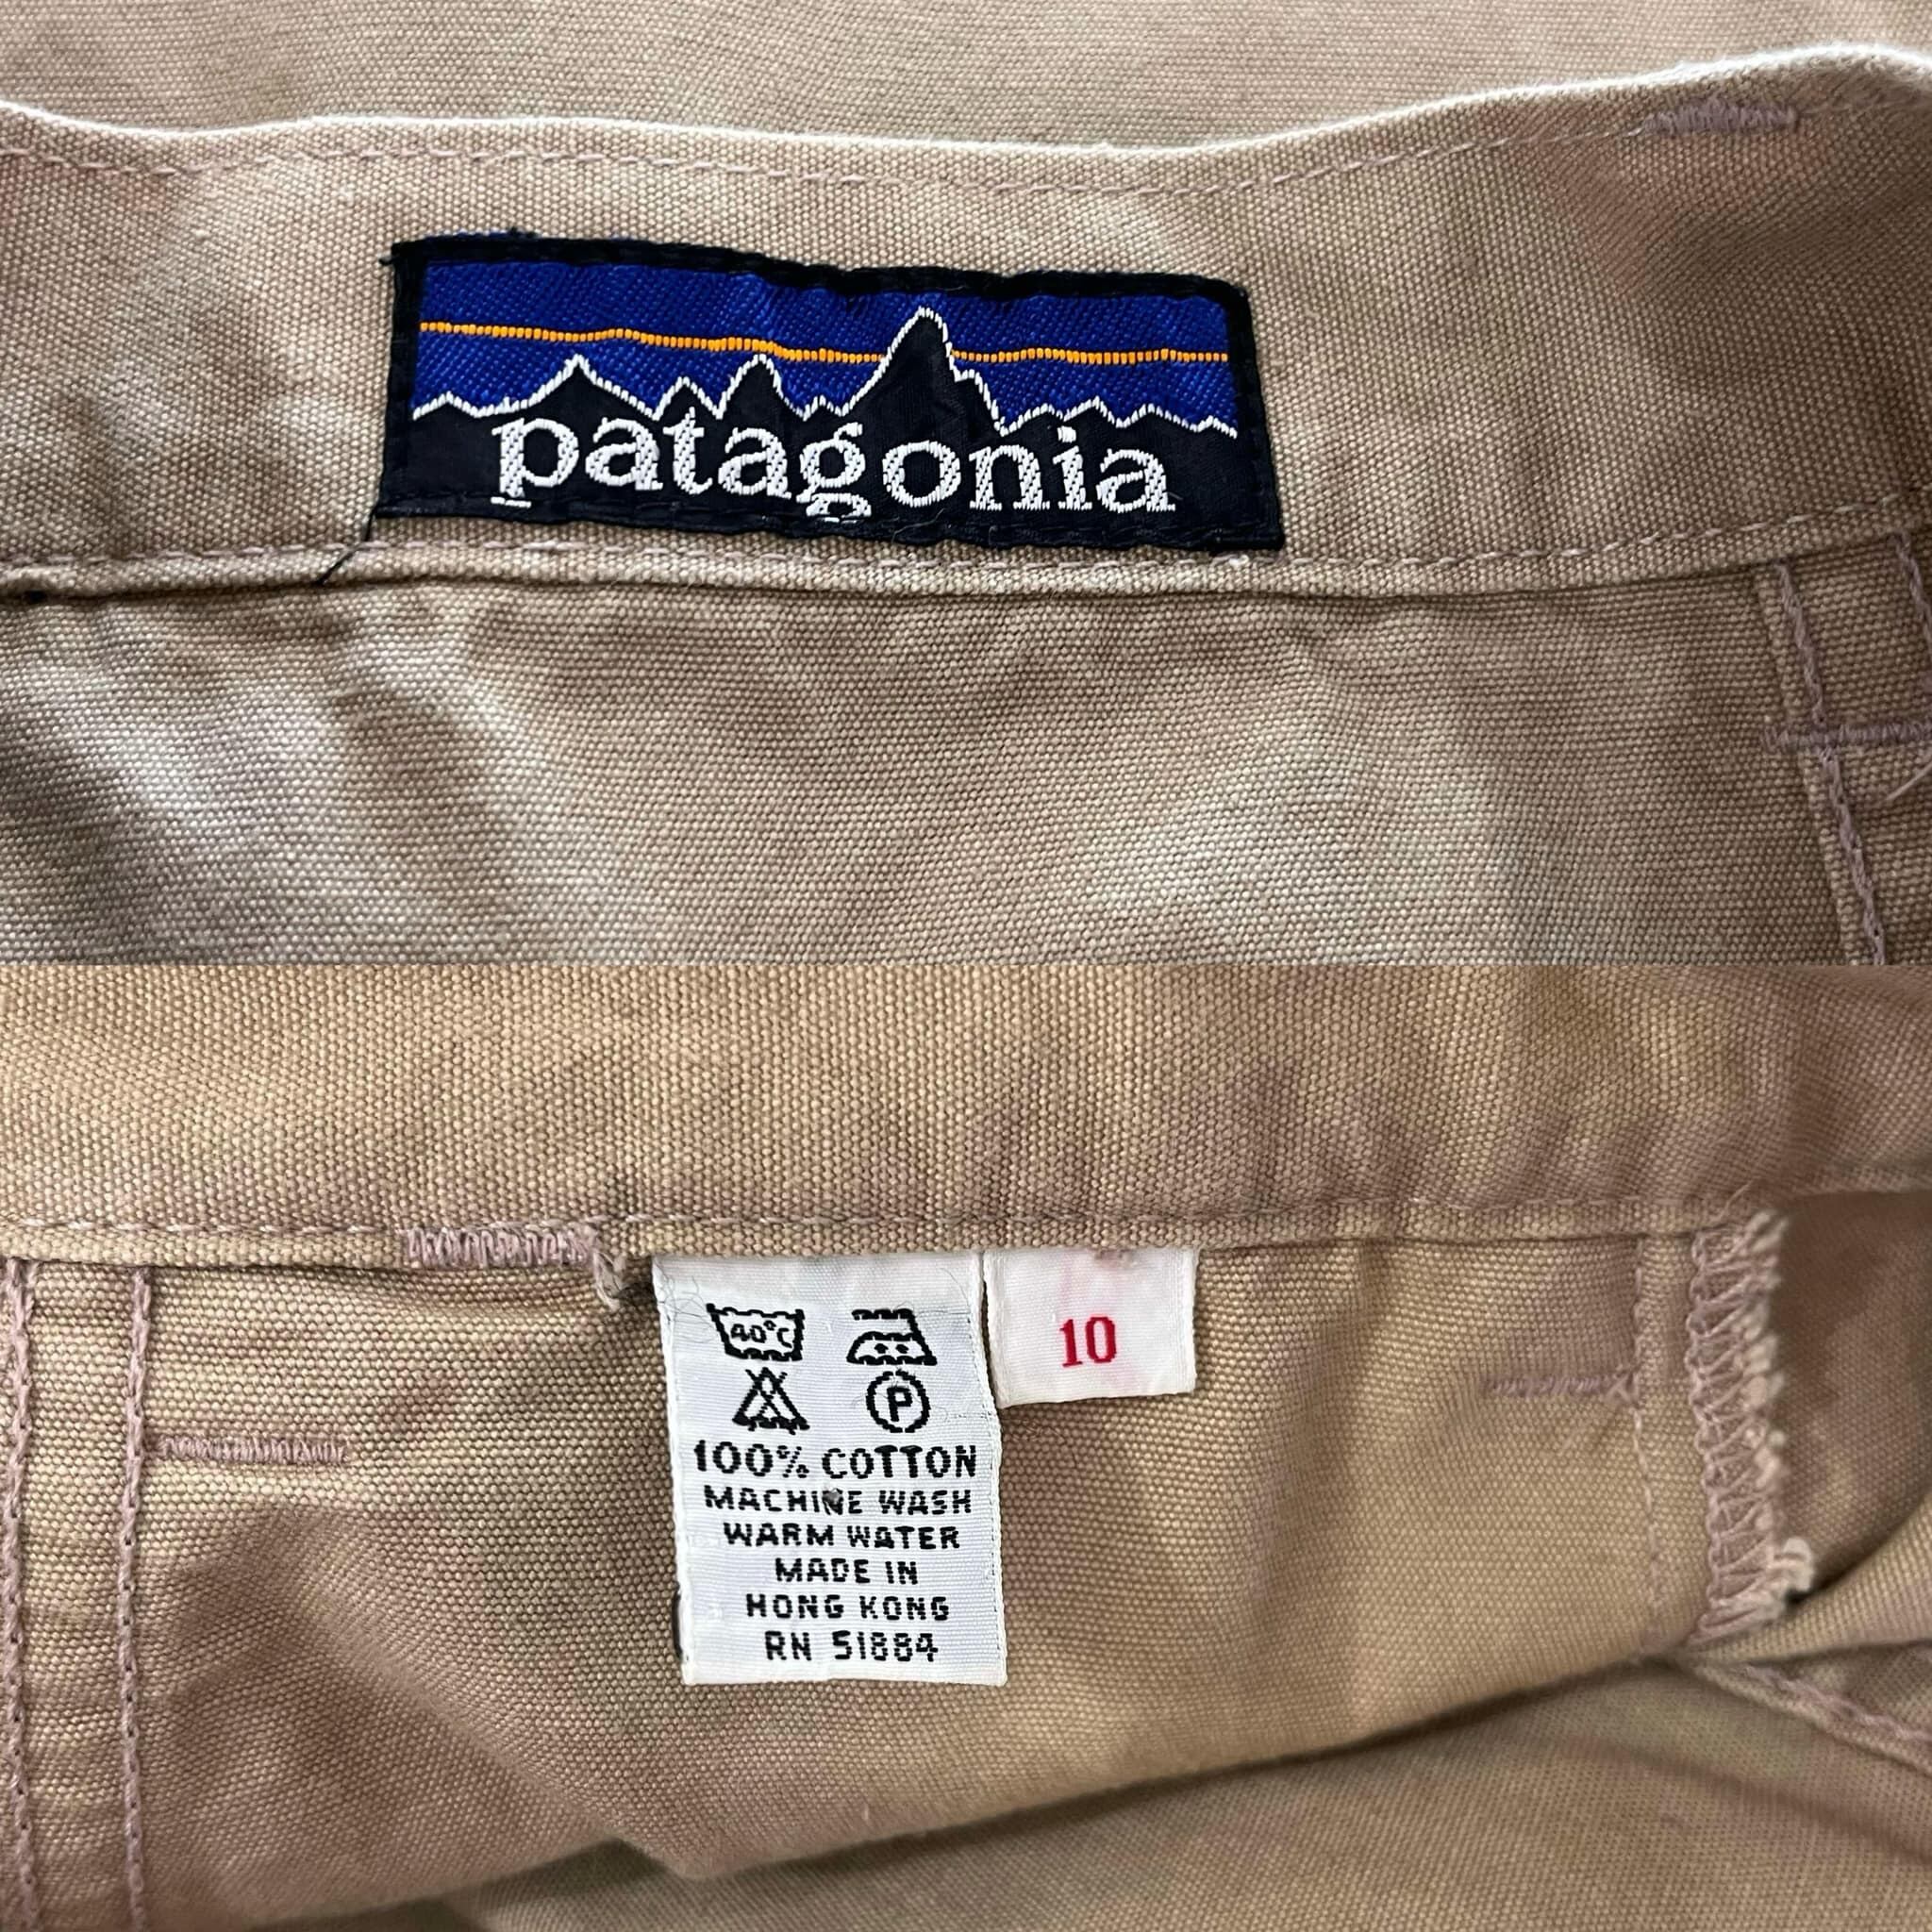 patagonia
40°C
P
100% COTTON
MACHINE WASH
WARM WATER
MADE IN
HONG KONG
RN 51884
10